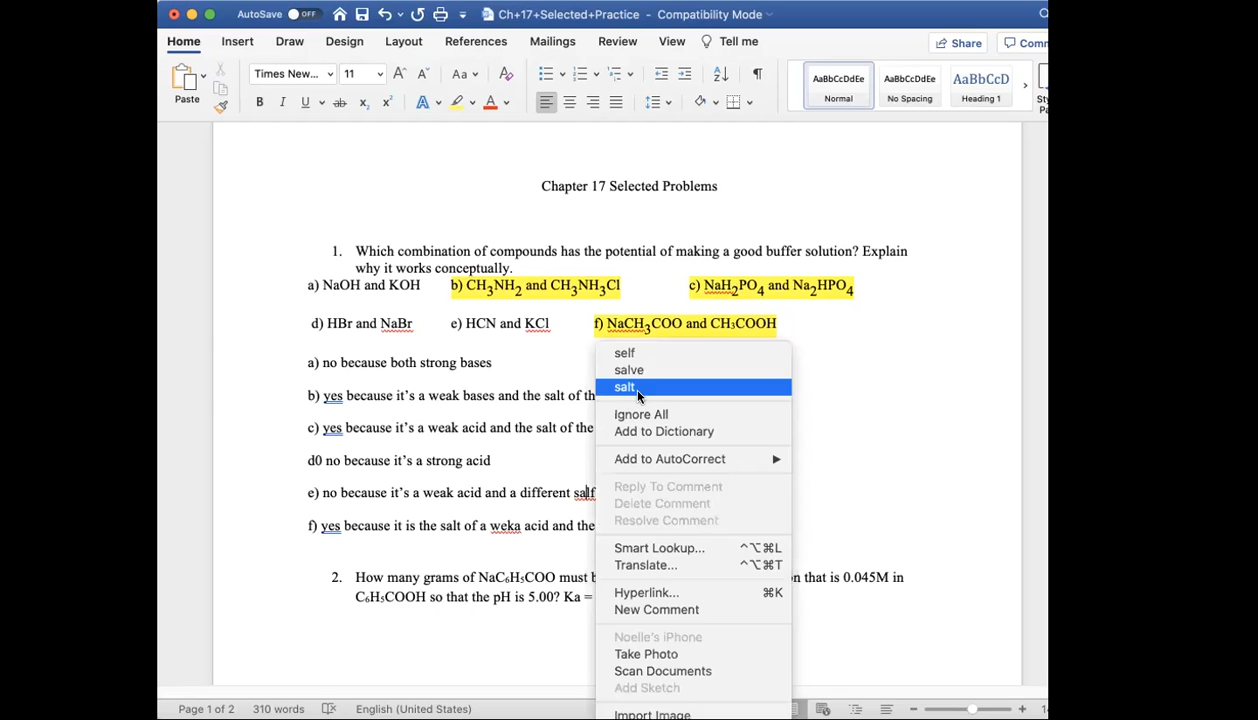 AutoSave OFF Ch+17+Selected+Practice - Compatibility Mode
Home Insert Draw Design Layout References Mailings Review View Tell me Share
Paste Times New... 11 Aa AaBbCcDdEe Normal AaBbCcDdEe No Spacing AaBbCcD Heading 1
B I U ab x₂ x² A A
Chapter 17 Selected Problems
1. Which combination of compounds has the potential of making a good buffer solution? Explain
why it works conceptually.
a) NaOH and KOH b) CH₃NH₂ and CH₃NH₃Cl c) NaH₂PO₄ and Na₂HPO₄
d) HBr and NaBr e) HCN and KCl f) NaCH₃COO and CH₃COOH
a) no because both strong bases
b) yes because it's a weak bases and the salt of
c) yes because it's a weak acid and the salt of the
d0 no because it's a strong acid
e) no because it's a weak acid and a different salf
f) yes because it is the salt of a weka acid and the
2. How many grams of NaC₆H₅COO must that is 0.045M in
C₆H₅COOH so that the pH is 5.00? Ka =
self
salve
salt
Ignore All
Add to Dictionary
Add to AutoCorrect
Reply To Comment
Delete Comment
Resolve Comment
Smart Lookup... ^⌥⌘L
Translate... ^⌥⌘T
Hyperlink... ⌘K
New Comment
Noelle's iPhone
Take Photo
Scan Documents
Add Sketch
Import Image
Page 1 of 2 310 words English (United States)